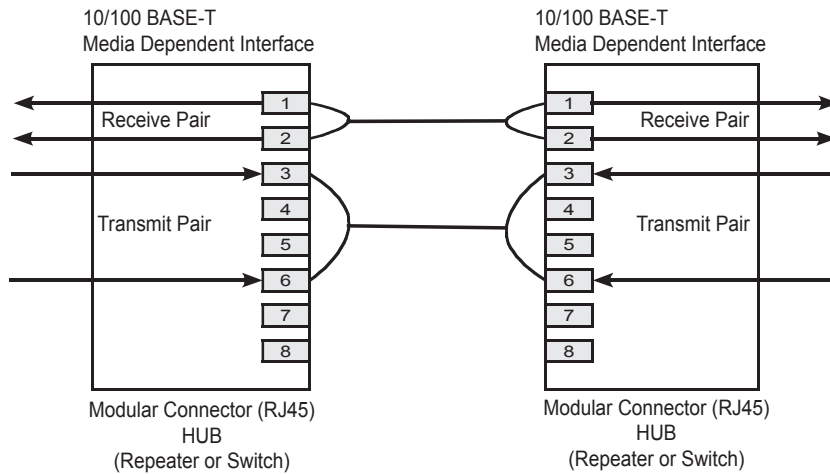 10/100 BASE-T
Media Dependent Interface
1
Receive Pair
2
3
4
Transmit Pair
5
6
7
8
Modular Connector (RJ45)
HUB
(Repeater or Switch)
10/100 BASE-T
Media Dependent Interface
1
Receive Pair
2
3
4
Transmit Pair
5
6
7
8
Modular Connector (RJ45)
HUB
(Repeater or Switch)